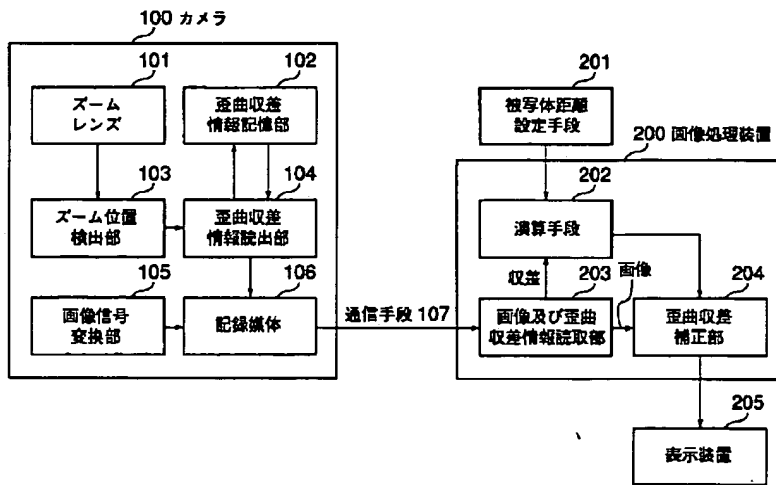 100 カメラ
101
ズーム
レンズ
102
歪曲収差
情報記憶部
103
ズーム位置
検出部
104
歪曲収差
情報読出部
105
画像信号
変換部
106
記録媒体
通信手段 107
201
被写体距離
設定手段
200 画像処理装置
202
演算手段
収差
203
画像
画像及び歪曲
収差情報読取部
204
歪曲収差
補正部
205
表示装置